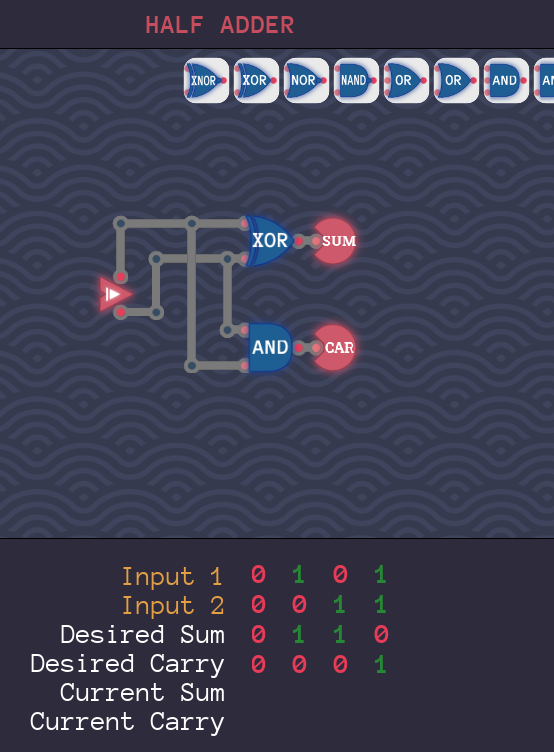 HALF ADDER
XNOR XOR NOR NAND OR OR AND
XOR SUM
AND CAR
Input 1 0 1 0 1
Input 2 0 0 1 1
Desired Sum 0 1 1 0
Desired Carry 0 0 0 1
Current Sum
Current Carry